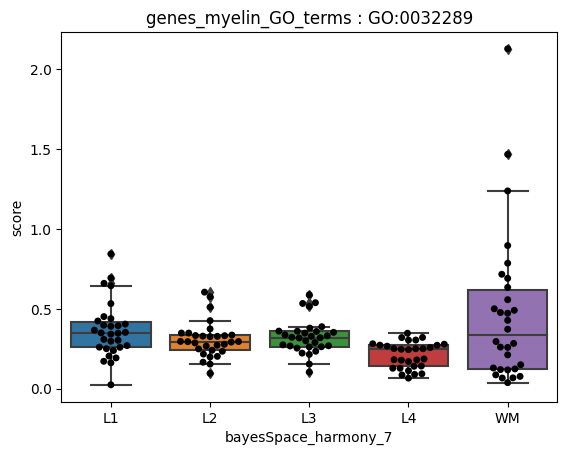 genes_myelin_GO_terms : GO:0032289
score
2.0
1.5
1.0
0.5
0.0
L1 L2 L3 L4 WM
bayesSpace_harmony_7